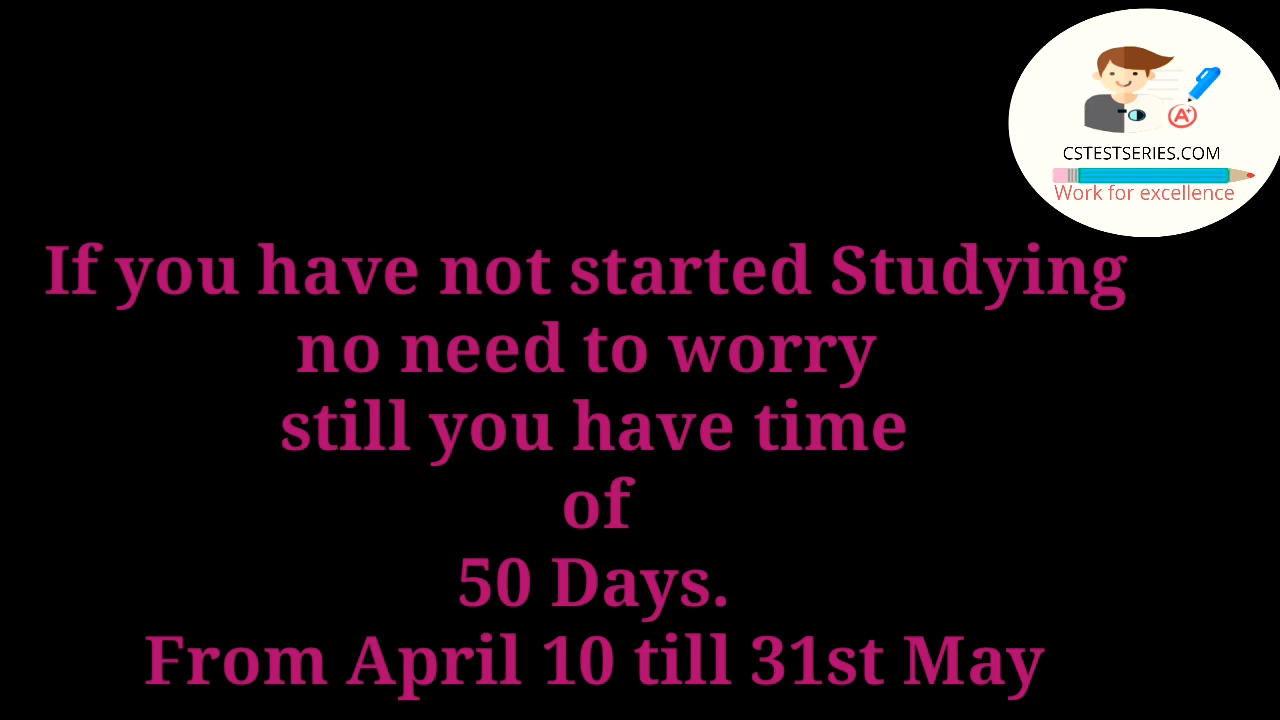 A+
CSTESTSERIES.COM
Work for excellence
If you have not started Studying
no need to worry
still you have time
of
50 Days.
From April 10 till 31st May